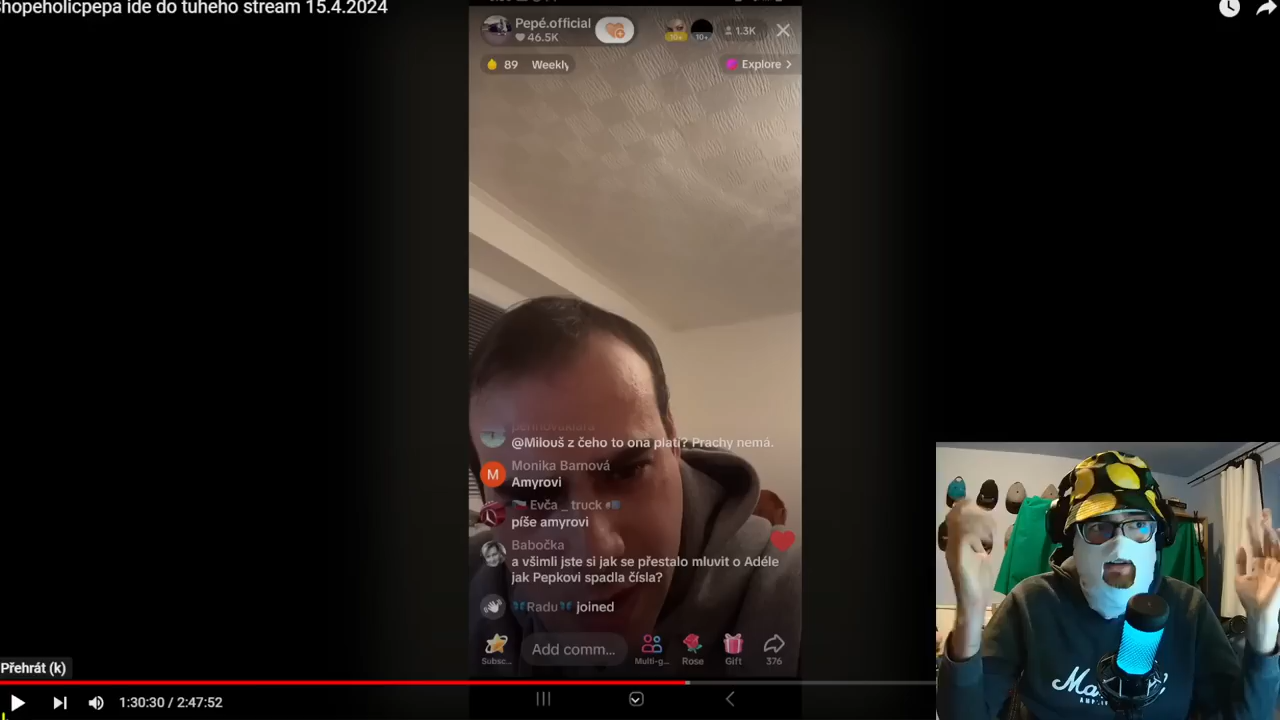 hopeholicpepa ide do tuheho stream 15.4.2024
Pepé.official
46.5K
10+
10+
1.3K
89 Weekly
Explore
@Milouš z čeho to ona platí? Prachy nemá.
M
Monika Barnová
Amyrovi
Evča _ truck
píše amyrovi
Babočka
a všimli jste si jak se přestalo mluvit o Adéle
jak Pepkovi spadla čísla?
Radu joined
Add comm...
Subsc...
Multi-g...
Rose
Gift
376
Přehrát (k)
1:30:30 / 2:47:52